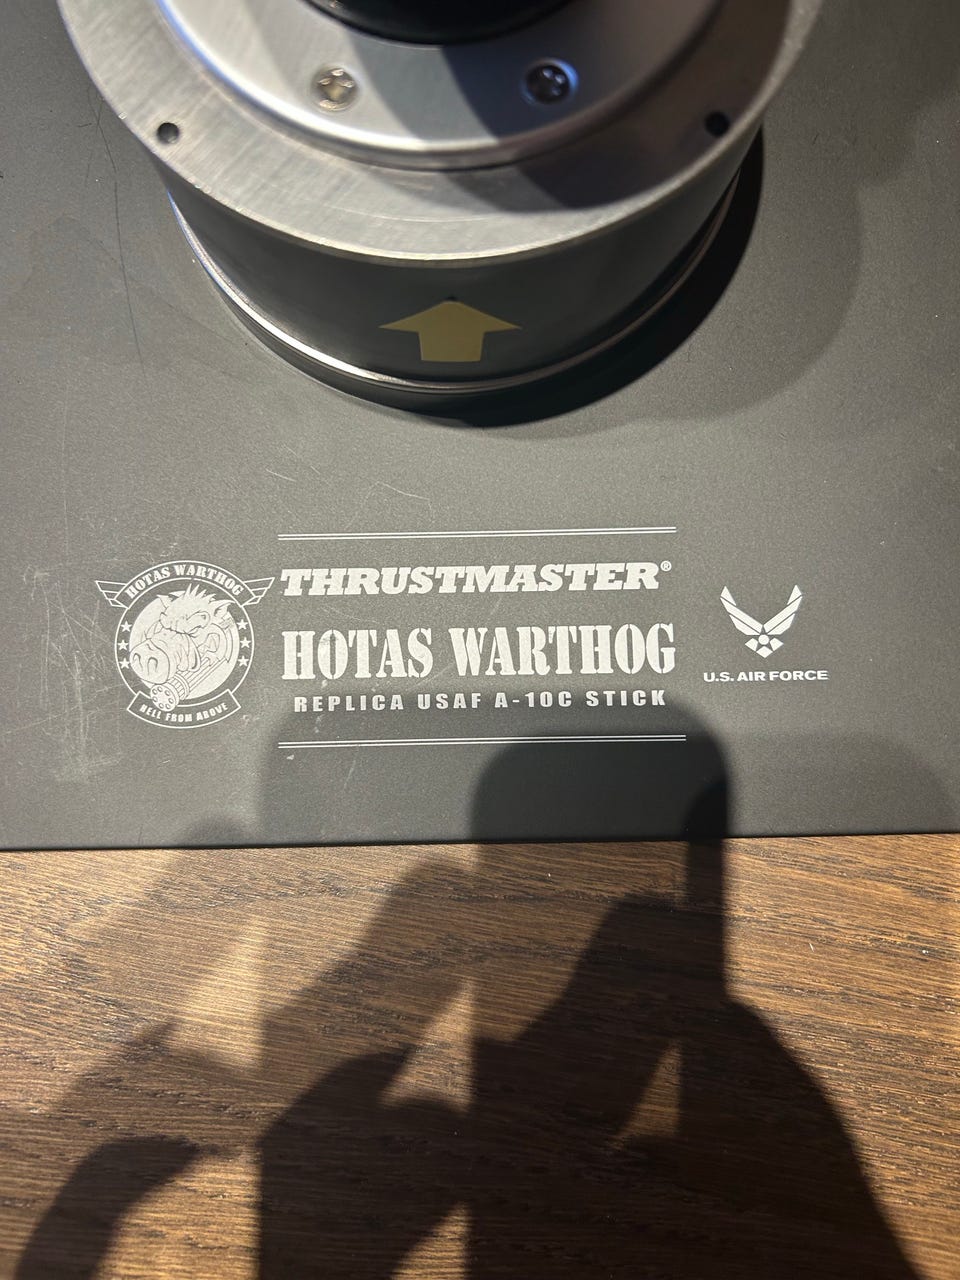 HOTAS WARTHOG
HELL FROM ABOVE
THRUSTMASTER®
HOTAS WARTHOG
REPLICA USAF A-10C STICK
U.S. AIR FORCE